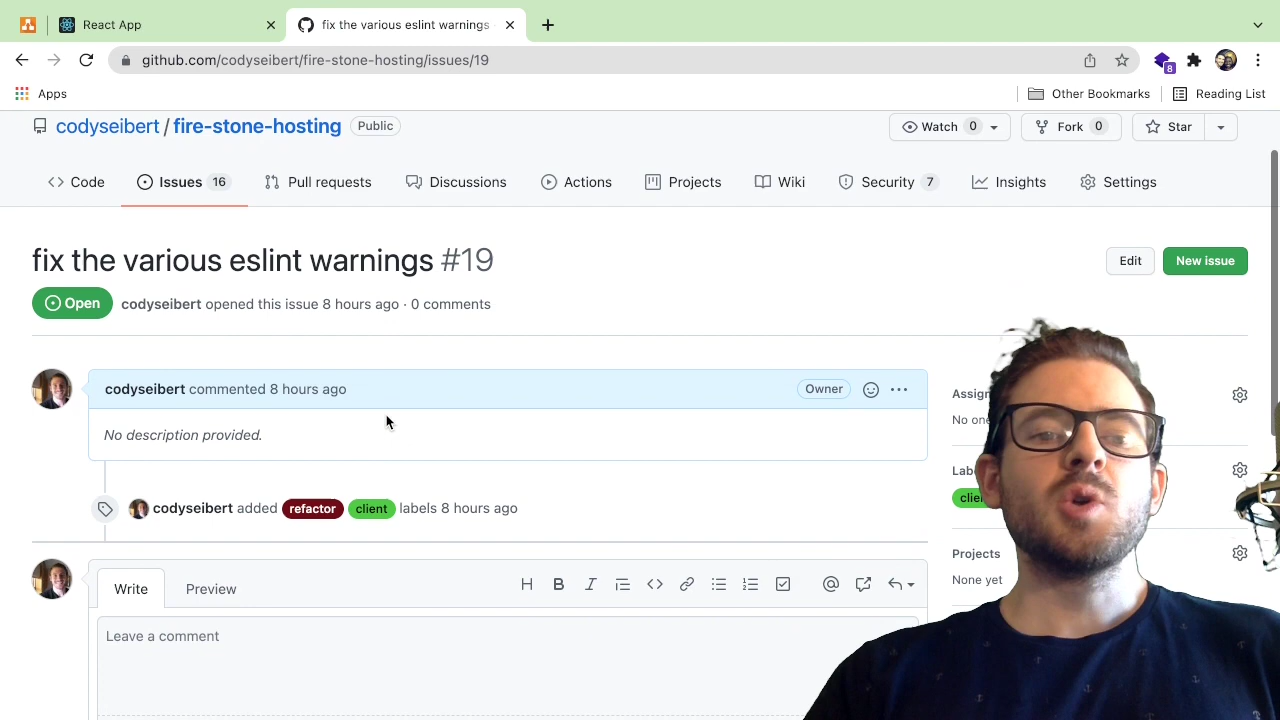 React App
fix the various eslint warnings
github.com/codyseibert/fire-stone-hosting/issues/19
8
Apps
Other Bookmarks
Reading List
codyseibert / fire-stone-hosting
Public
Watch 0
Fork 0
Star
Code
Issues 16
Pull requests
Discussions
Actions
Projects
Wiki
Security 7
Insights
Settings
fix the various eslint warnings #19
Edit
New issue
Open
codyseibert opened this issue 8 hours ago · 0 comments
codyseibert commented 8 hours ago
Owner
No description provided.
codyseibert added refactor client labels 8 hours ago
Write
Preview
Leave a comment
No one
Projects
None yet